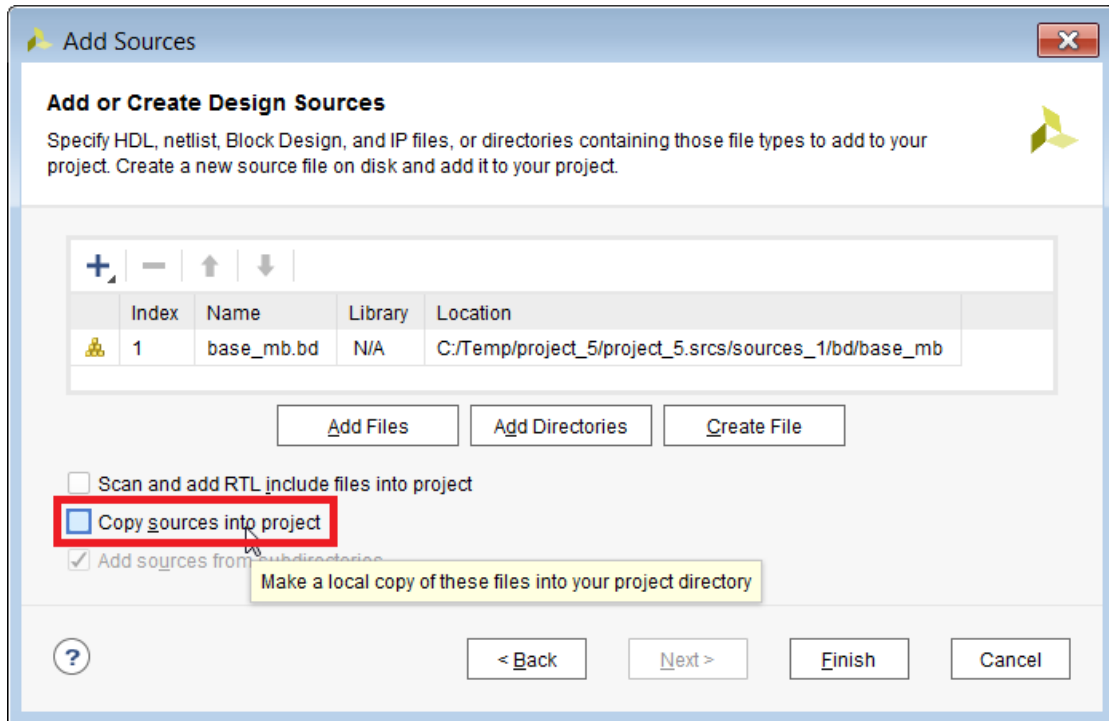 Add Sources
Add or Create Design Sources
Specify HDL, netlist, Block Design, and IP files, or directories containing those file types to add to your
project. Create a new source file on disk and add it to your project.
Index Name Library Location
1 base_mb.bd N/A C:/Temp/project_5/project_5.srcs/sources_1/bd/base_mb
Add Files Add Directories Create File
Scan and add RTL include files into project
Copy sources into project
Add sources from subdirectories
Make a local copy of these files into your project directory
? < Back Next > Finish Cancel